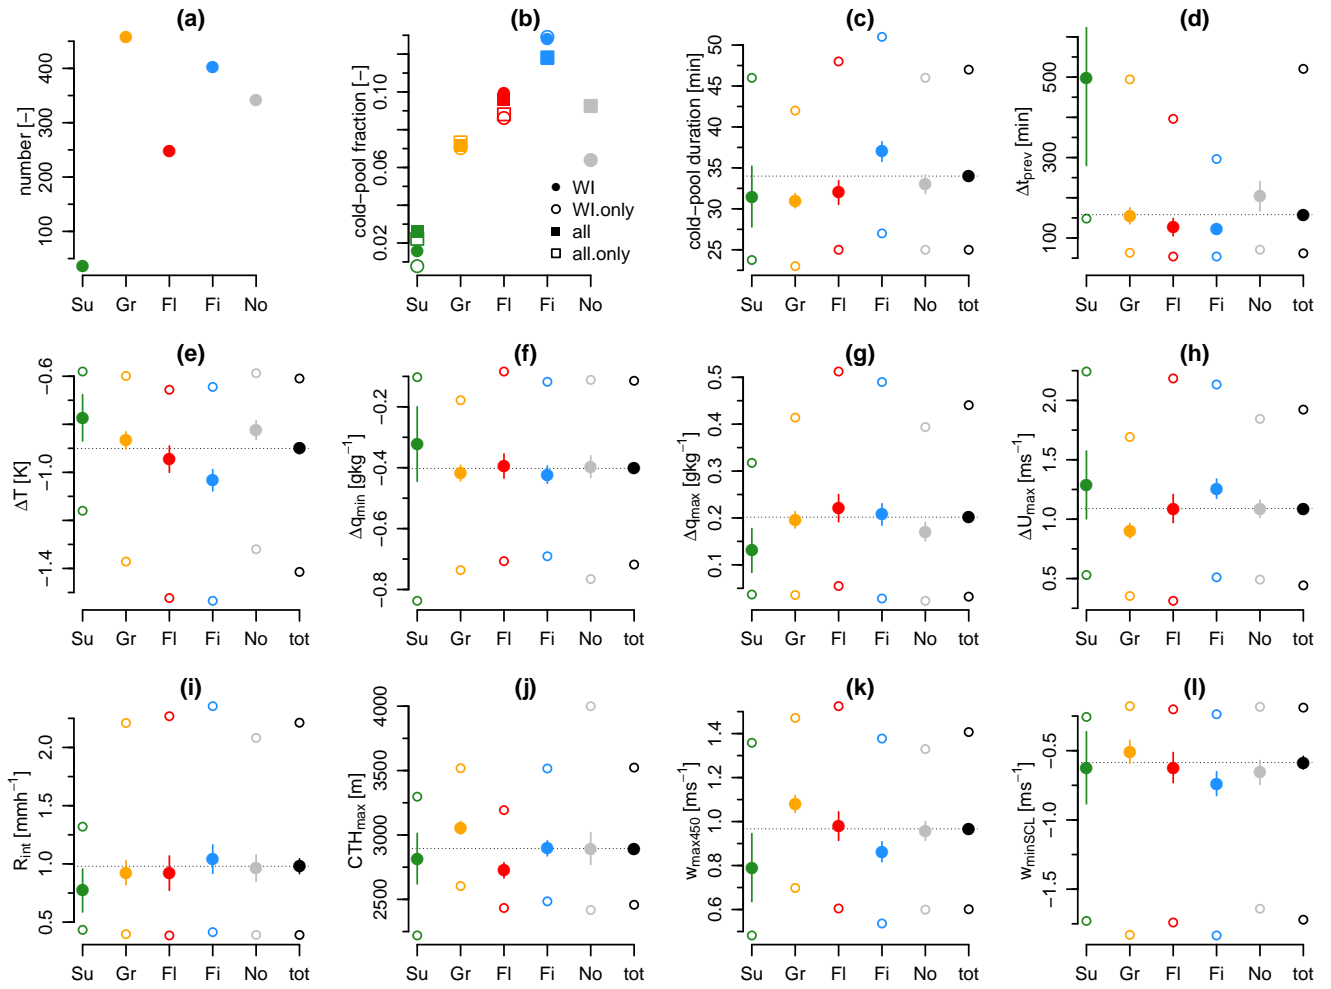 (a)
number [−]
100
200
300
400
Su Gr Fl Fi No
(b)
cold−pool fraction [−]
0.02
0.06
0.10
WI
WI.only
all
all.only
Su Gr Fl Fi No
(c)
cold−pool duration [min]
25
30
35
40
45
50
Su Gr Fl Fi No tot
(d)
Δt_prev [min]
100
300
500
Su Gr Fl Fi No tot
(e)
ΔT [K]
−1.4
−1.0
−0.6
Su Gr Fl Fi No tot
(f)
Δq_min [gkg⁻¹]
−0.8
−0.6
−0.4
−0.2
Su Gr Fl Fi No tot
(g)
Δq_max [gkg⁻¹]
0.1
0.2
0.3
0.4
0.5
Su Gr Fl Fi No tot
(h)
ΔU_max [ms⁻¹]
0.5
1.0
1.5
2.0
Su Gr Fl Fi No tot
(i)
R_int [mmh⁻¹]
0.5
1.0
1.5
2.0
Su Gr Fl Fi No tot
(j)
CTH_max [m]
2500
3000
3500
4000
Su Gr Fl Fi No tot
(k)
w_max450 [ms⁻¹]
0.6
0.8
1.0
1.2
1.4
Su Gr Fl Fi No tot
(l)
w_minSCL [ms⁻¹]
−1.5
−1.0
−0.5
Su Gr Fl Fi No tot